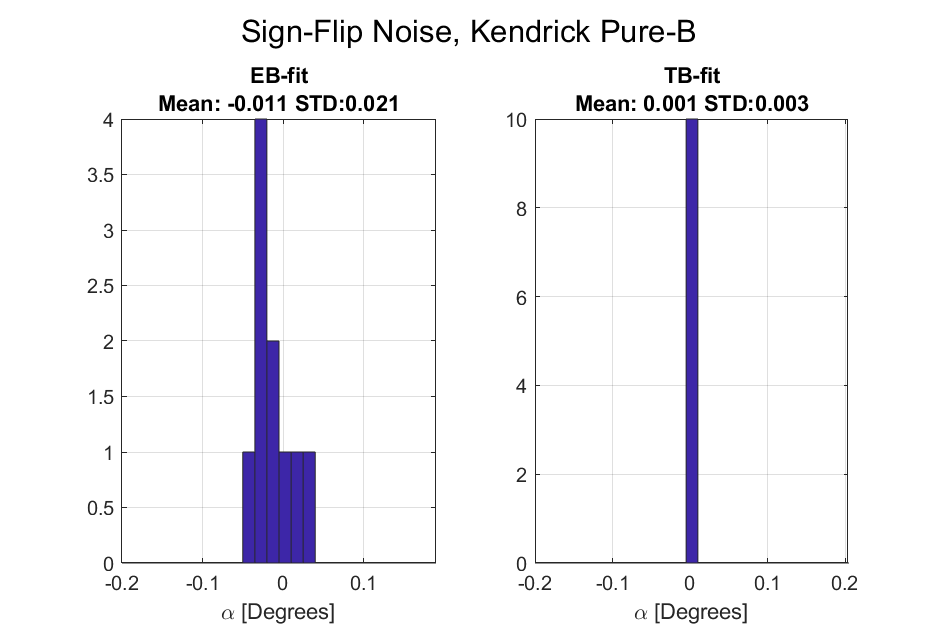 Sign-Flip Noise, Kendrick Pure-B
EB-fit
Mean: -0.011 STD:0.021
4
3.5
3
2.5
2
1.5
1
0.5
0
-0.2 -0.1 0 0.1
α [Degrees]
TB-fit
Mean: 0.001 STD:0.003
10
8
6
4
2
0
-0.2 -0.1 0 0.1 0.2
α [Degrees]